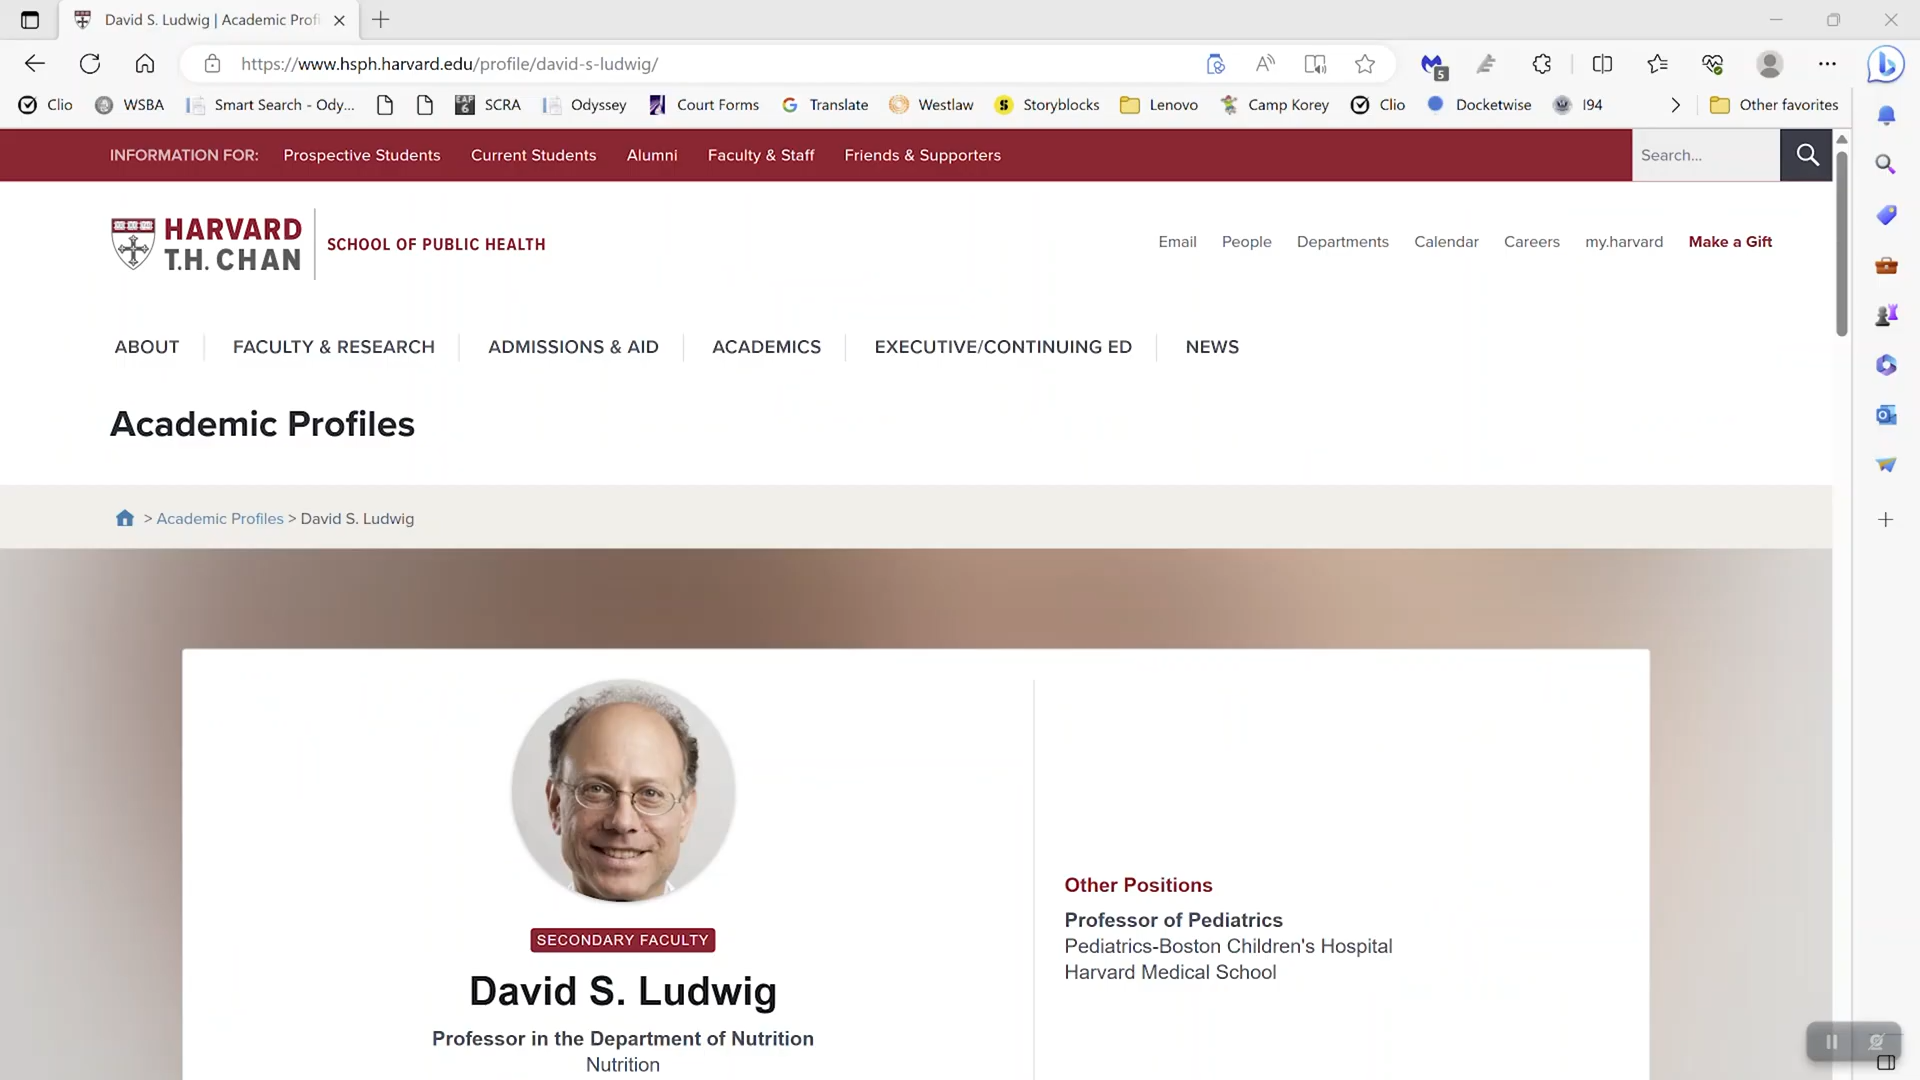 David S. Ludwig | Academic Profi
https://www.hsph.harvard.edu/profile/david-s-ludwig/
5
Clio WSBA Smart Search - Ody... SCRA Odyssey Court Forms Translate Westlaw Storyblocks Lenovo Camp Korey Clio Docketwise I94 Other favorites
INFORMATION FOR: Prospective Students Current Students Alumni Faculty & Staff Friends & Supporters Search...
HARVARD
T.H. CHAN
SCHOOL OF PUBLIC HEALTH
Email People Departments Calendar Careers my.harvard Make a Gift
ABOUT FACULTY & RESEARCH ADMISSIONS & AID ACADEMICS EXECUTIVE/CONTINUING ED NEWS
Academic Profiles
> Academic Profiles > David S. Ludwig
SECONDARY FACULTY
David S. Ludwig
Professor in the Department of Nutrition
Nutrition
Other Positions
Professor of Pediatrics
Pediatrics-Boston Children's Hospital
Harvard Medical School